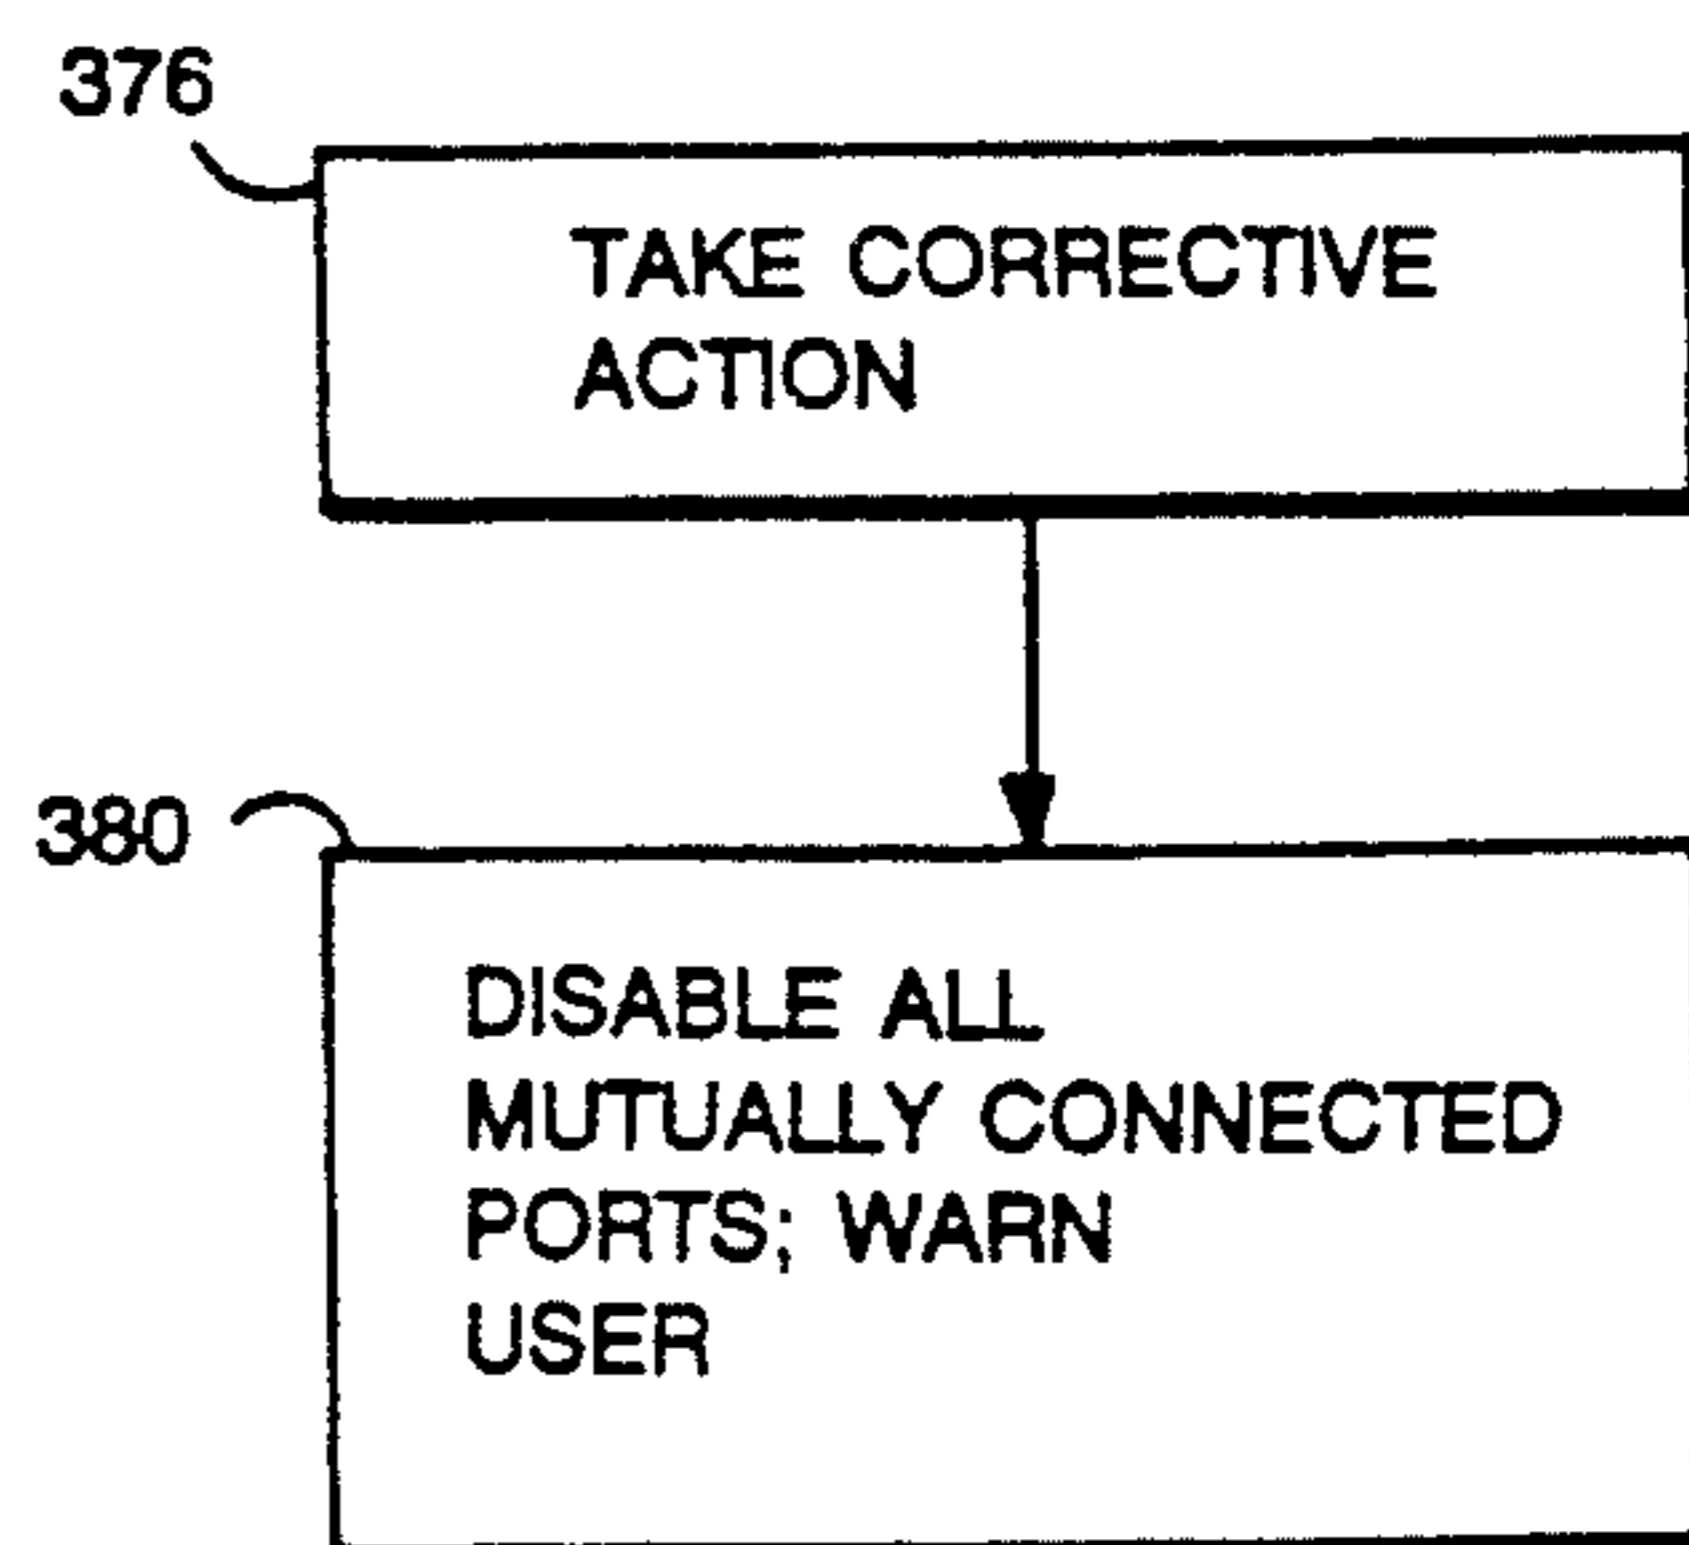 376
TAKE CORRECTIVE
ACTION
380
DISABLE ALL
MUTUALLY CONNECTED
PORTS; WARN
USER